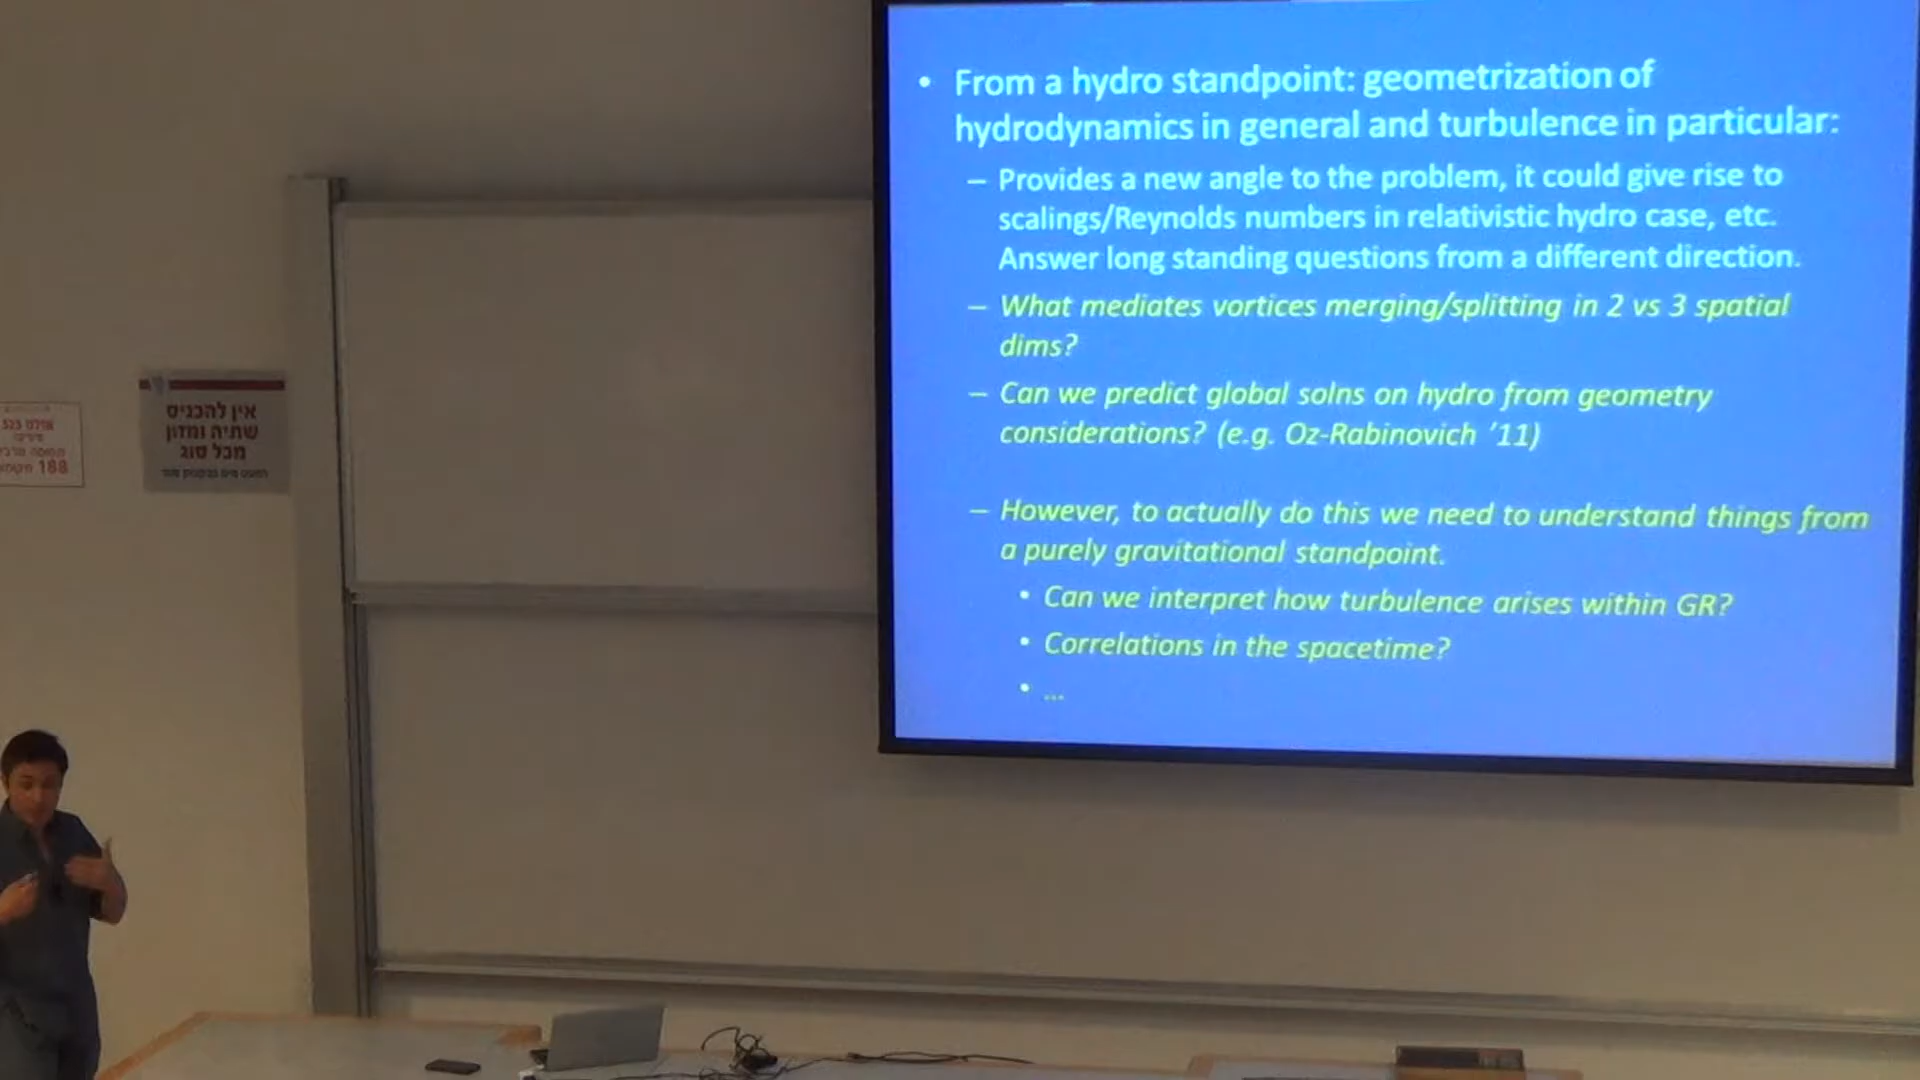 • From a hydro standpoint: geometrization of
hydrodynamics in general and turbulence in particular:
– Provides a new angle to the problem, it could give rise to
scalings/Reynolds numbers in relativistic hydro case, etc.
Answer long standing questions from a different direction.
– What mediates vortices merging/splitting in 2 vs 3 spatial
dims?
– Can we predict global solns on hydro from geometry
considerations? (e.g. Oz-Rabinovich ’11)
– However, to actually do this we need to understand things from
a purely gravitational standpoint.
• Can we interpret how turbulence arises within GR?
• Correlations in the spacetime?
• ...
אין להכניס
שתיה ומזון
מכל סוג
323
188